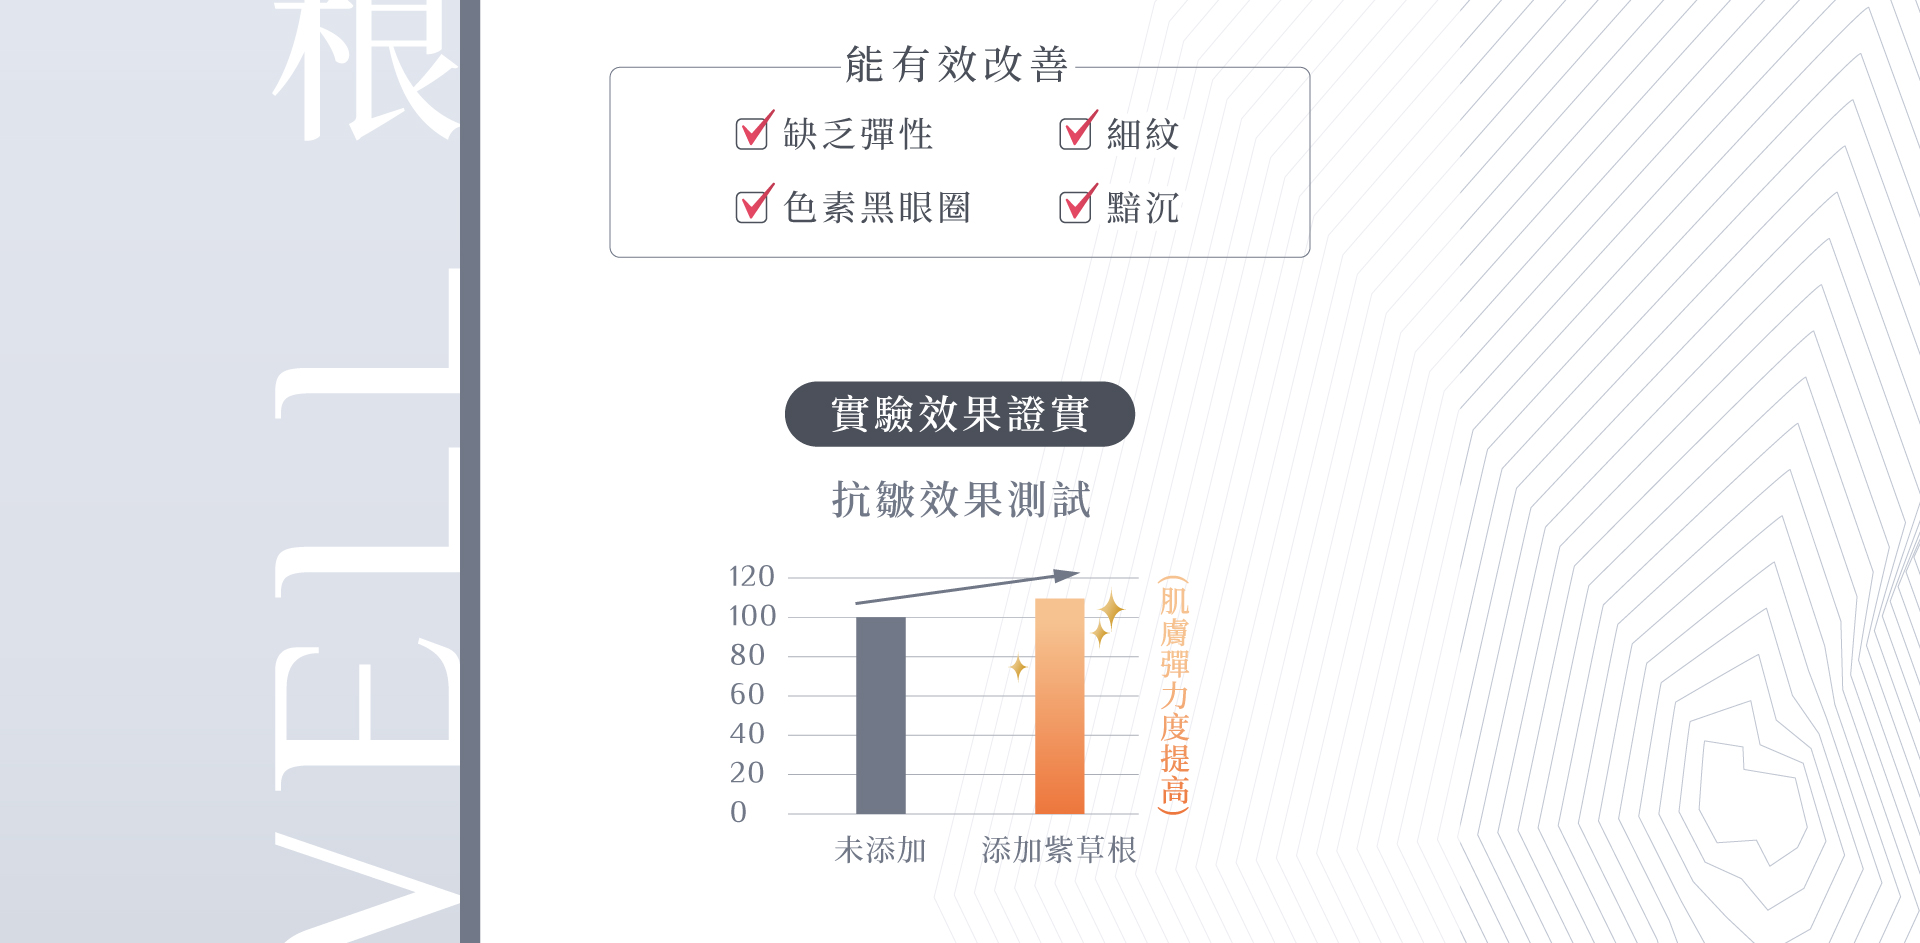 根
WELL
能有效改善
缺乏彈性
細紋
色素黑眼圈
黯沉
實驗效果證實
抗皺效果測試
120
100
80
60
40
20
0
(肌膚彈力度提高)
未添加
添加紫草根